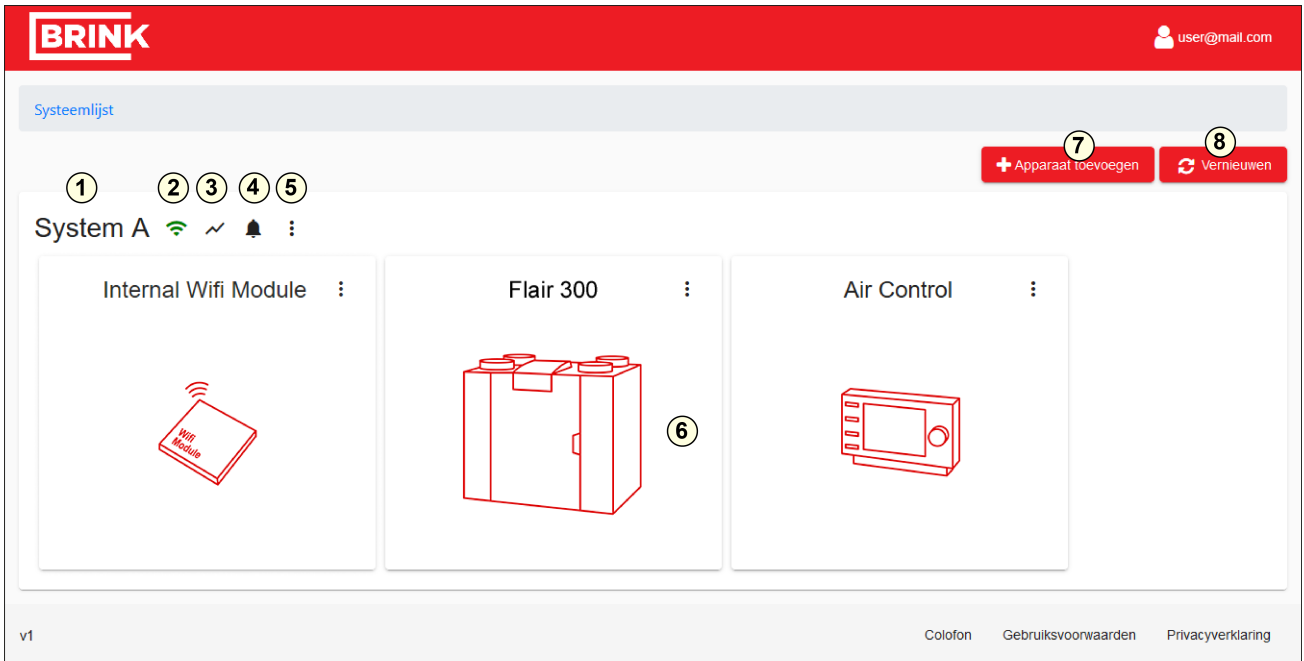 BRINK
user@mail.com
Systeemlijst
7 8
Apparaat toevoegen Vernieuwen
1 2 3 4 5
System A
Internal Wifi Module Flair 300 Air Control
6
Wifi
Module
v1 Colofon Gebruiksvoorwaarden Privacyverklaring